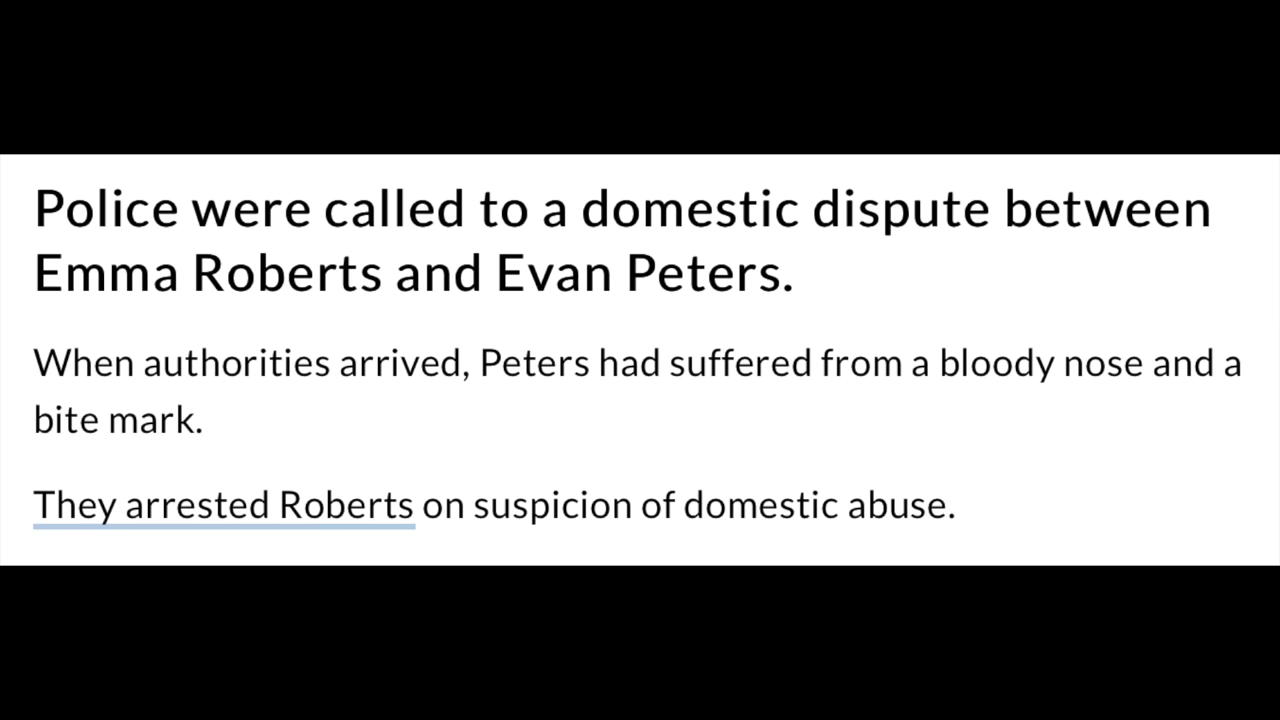 Police were called to a domestic dispute between
Emma Roberts and Evan Peters.
When authorities arrived, Peters had suffered from a bloody nose and a
bite mark.
They arrested Roberts on suspicion of domestic abuse.